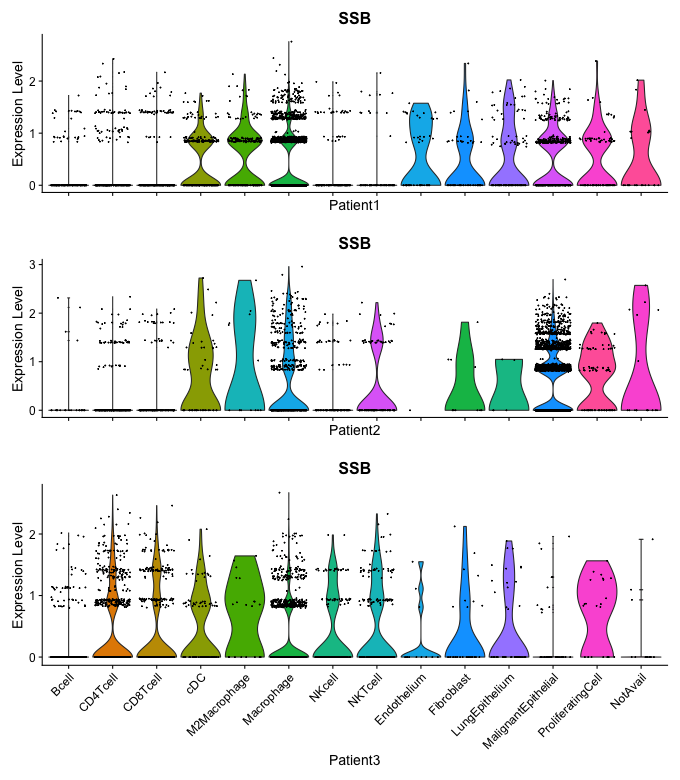 SSB
Expression Level
2
1
0
Patient1
SSB
Expression Level
3
2
1
0
Patient2
SSB
Expression Level
2
1
0
Bcell
CD4Tcell
CD8Tcell
cDC
M2Macrophage
Macrophage
NKcell
NKTcell
Endothelium
Fibroblast
LungEpithelium
MalignantEpithelial
ProliferatingCell
NotAvail
Patient3